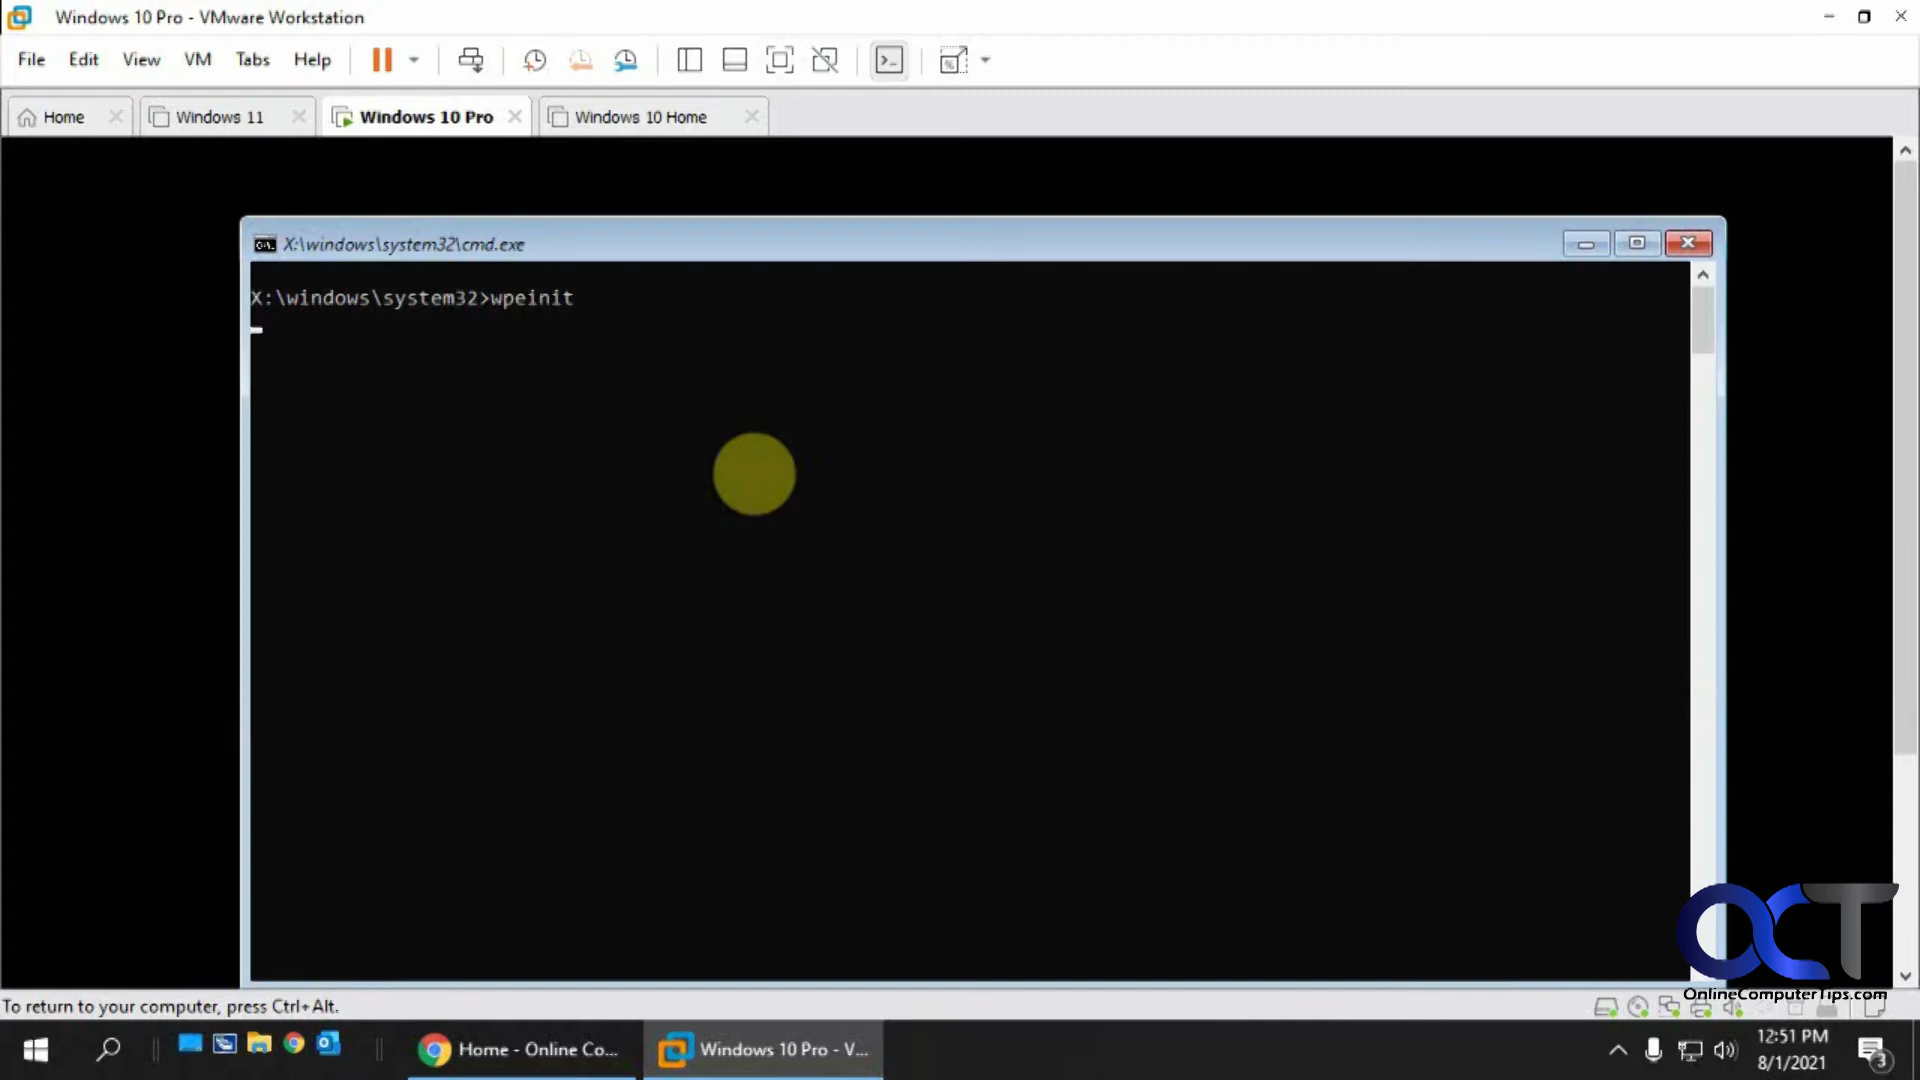 Windows 10 Pro - VMware Workstation
File Edit View VM Tabs Help
Home Windows 11 Windows 10 Pro Windows 10 Home
X:\windows\system32\cmd.exe
X:\windows\system32>wpeinit
OCT
OnlineComputerTips.com
To return to your computer, press Ctrl+Alt.
Home - Online Co...
Windows 10 Pro - V...
12:51 PM
8/1/2021
3